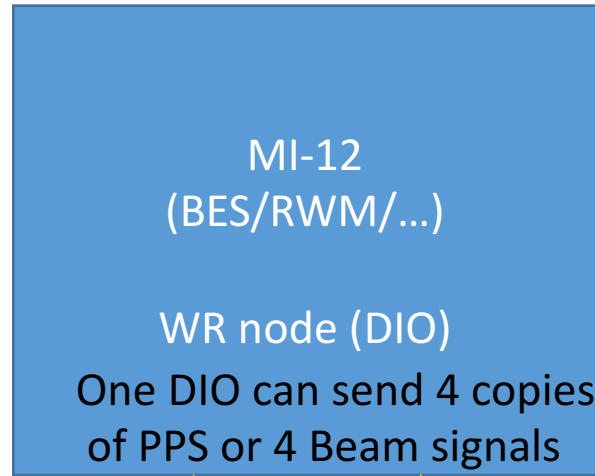 MI-12
(BES/RWM/…)
WR node (DIO)
One DIO can send 4 copies
of PPS or 4 Beam signals